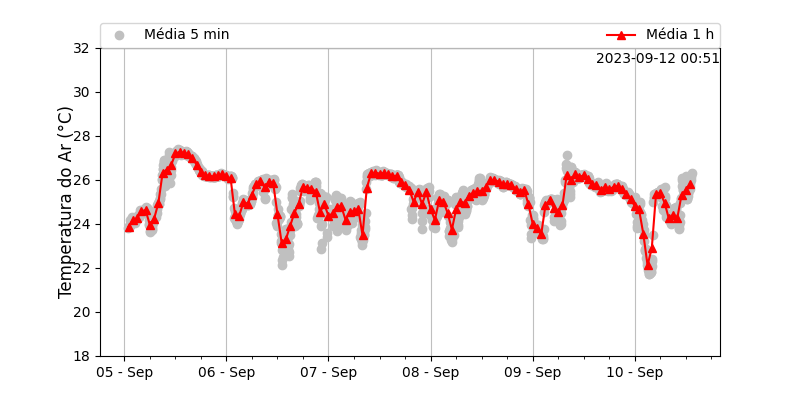 Média 5 min
Média 1 h
2023-09-12 00:51
Temperatura do Ar (°C)
32
30
28
26
24
22
20
18
05 - Sep
06 - Sep
07 - Sep
08 - Sep
09 - Sep
10 - Sep